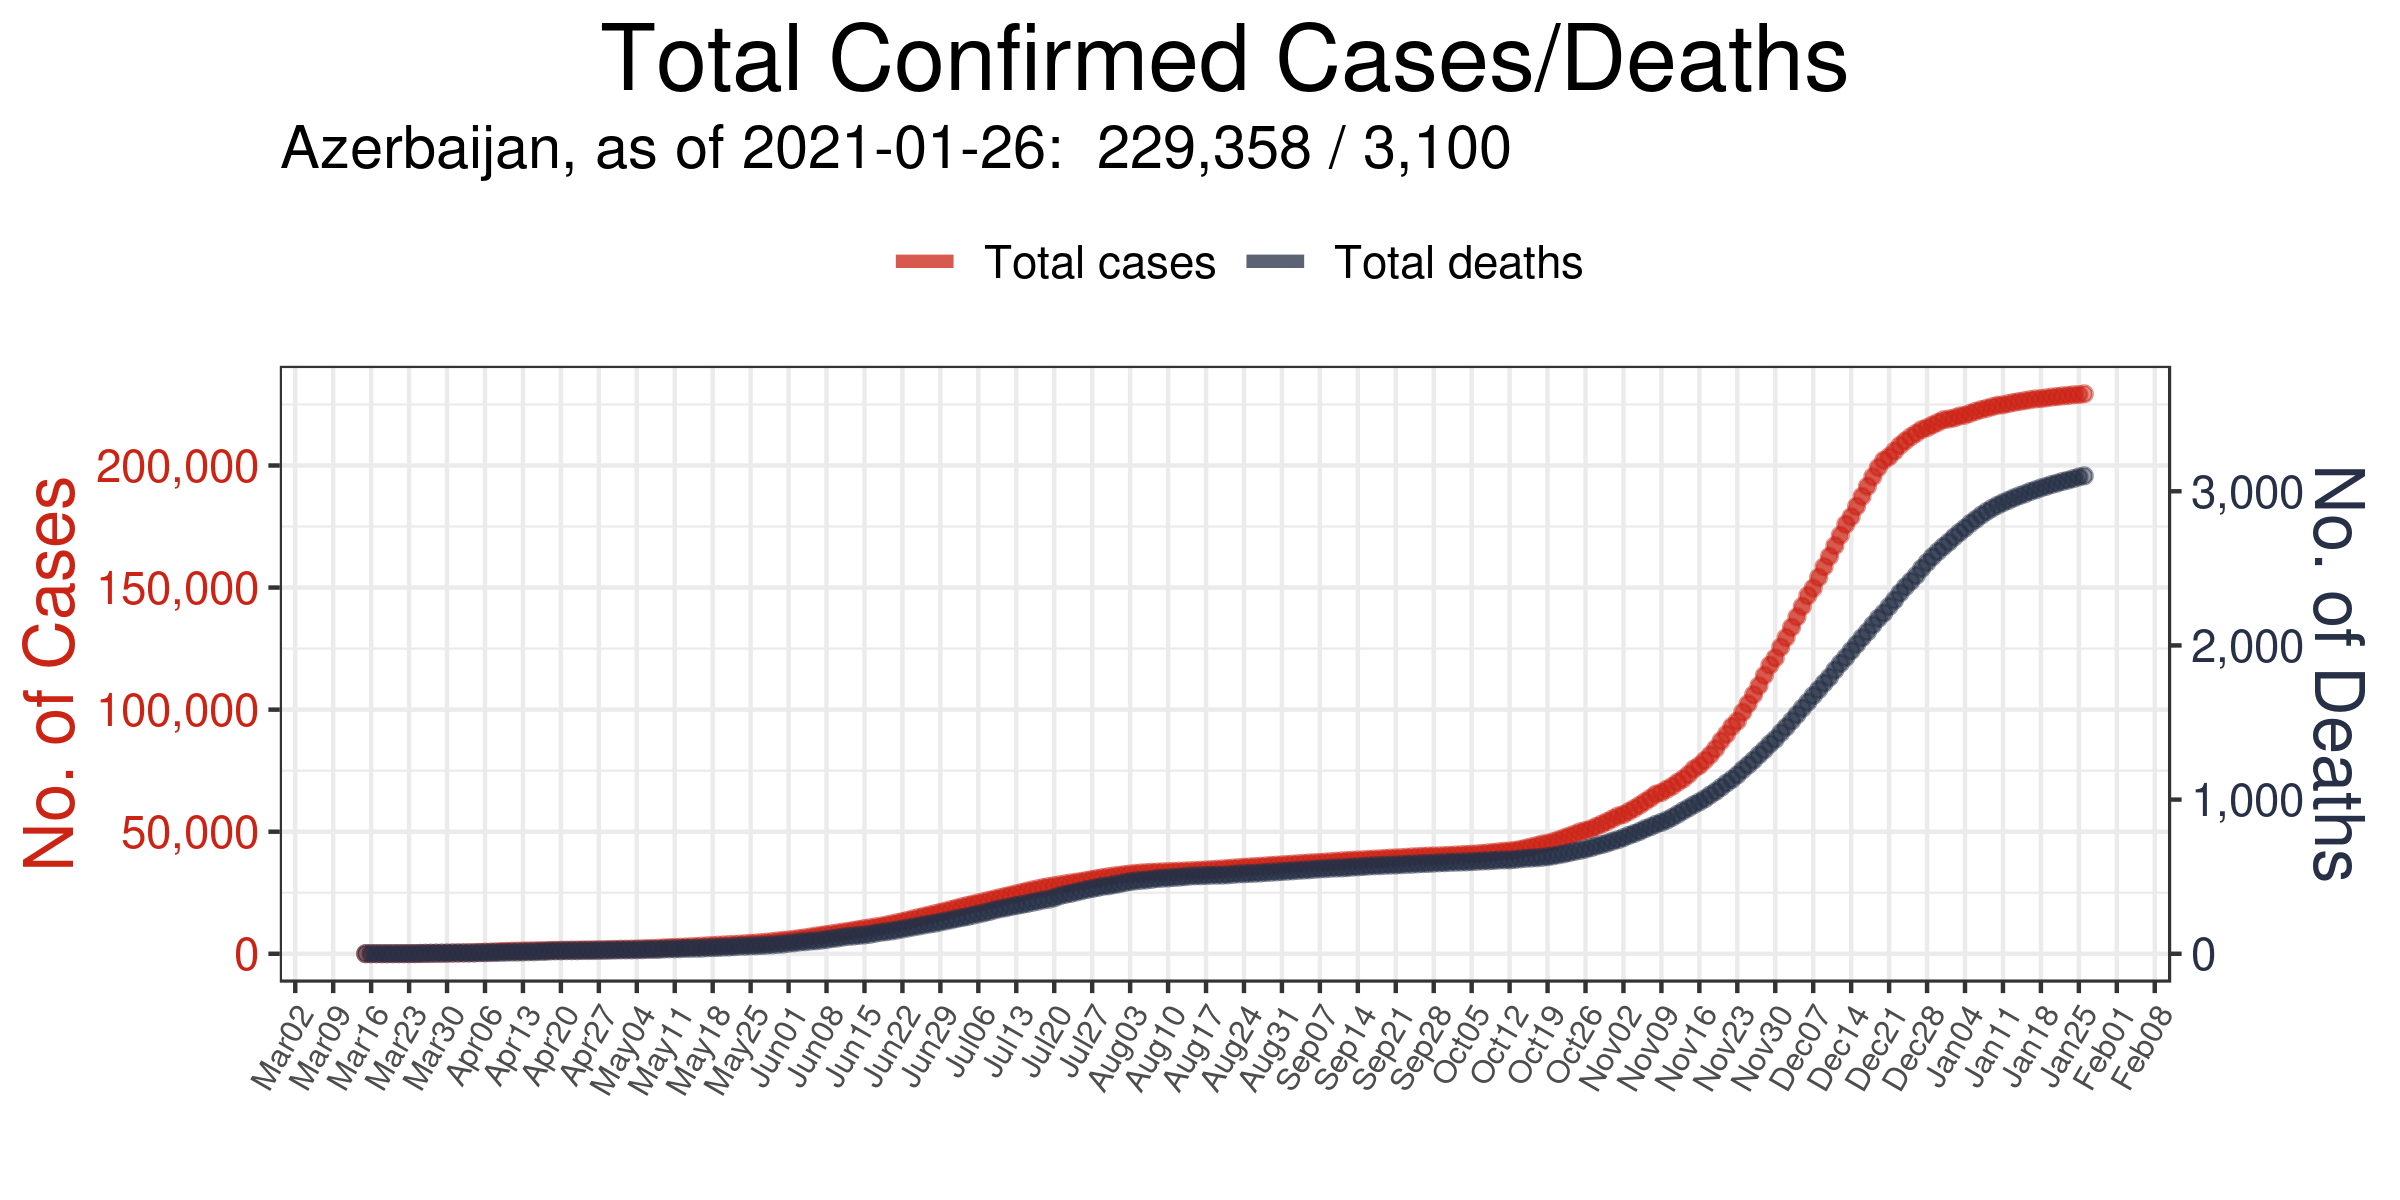 Total Confirmed Cases/Deaths
Azerbaijan, as of 2021-01-26:  229,358 / 3,100
Total cases
Total deaths
No. of Cases
200,000
150,000
100,000
50,000
0
3,000
2,000
1,000
0
No. of Deaths
Mar02
Mar09
Mar16
Mar23
Mar30
Apr06
Apr13
Apr20
Apr27
May04
May11
May18
May25
Jun01
Jun08
Jun15
Jun22
Jun29
Jul06
Jul13
Jul20
Jul27
Aug03
Aug10
Aug17
Aug24
Aug31
Sep07
Sep14
Sep21
Sep28
Oct05
Oct12
Oct19
Oct26
Nov02
Nov09
Nov16
Nov23
Nov30
Dec07
Dec14
Dec21
Dec28
Jan04
Jan11
Jan18
Jan25
Feb01
Feb08